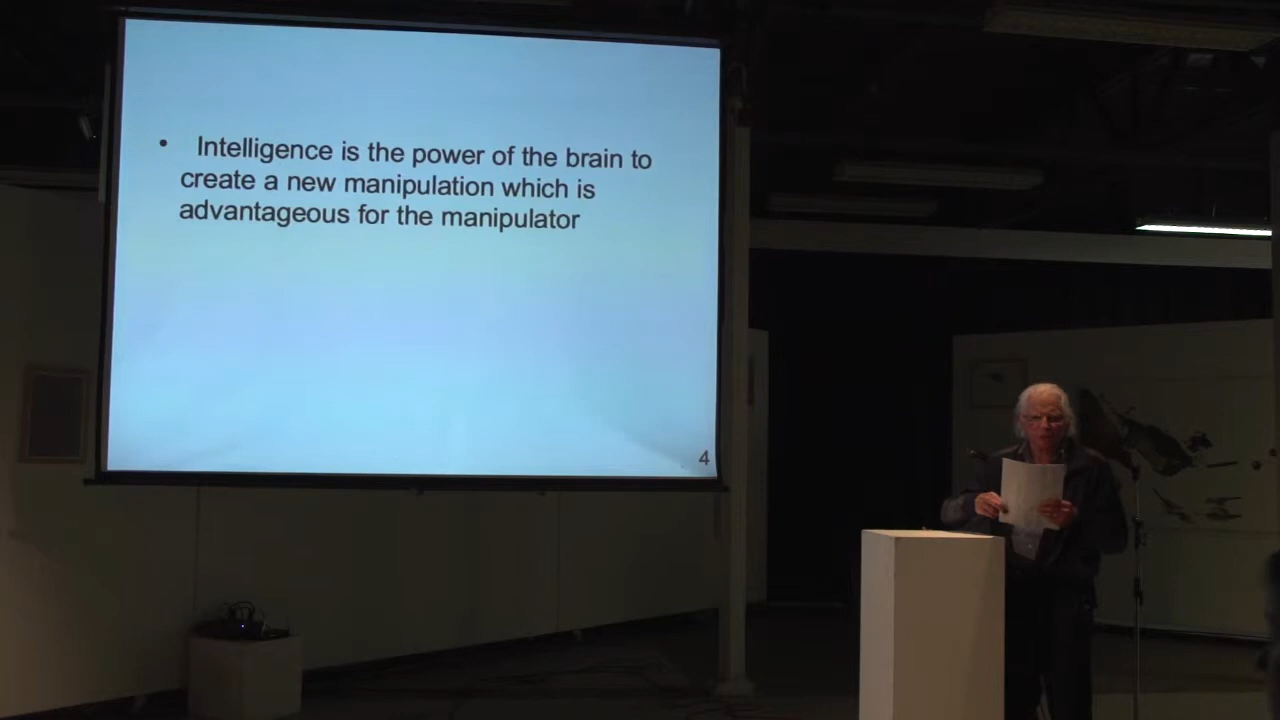 • Intelligence is the power of the brain to
create a new manipulation which is
advantageous for the manipulator
4